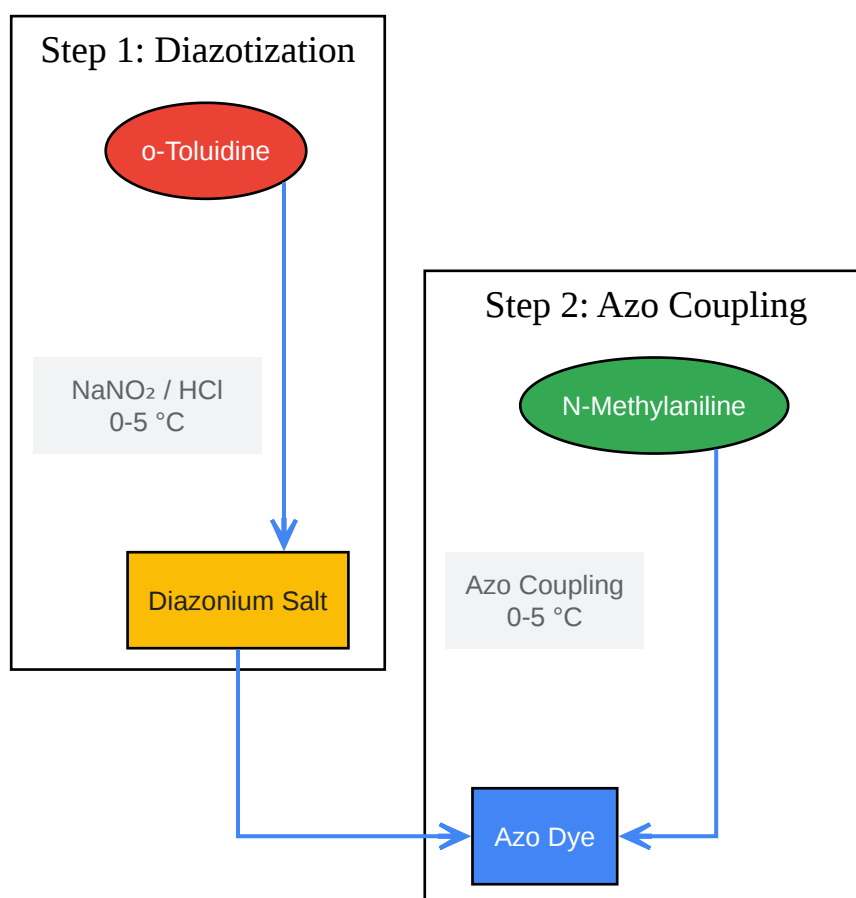 Step 1: Diazotization
o-Toluidine
NaNO₂ / HCl
0-5 °C
Diazonium Salt
Step 2: Azo Coupling
N-Methylaniline
Azo Coupling
0-5 °C
Azo Dye